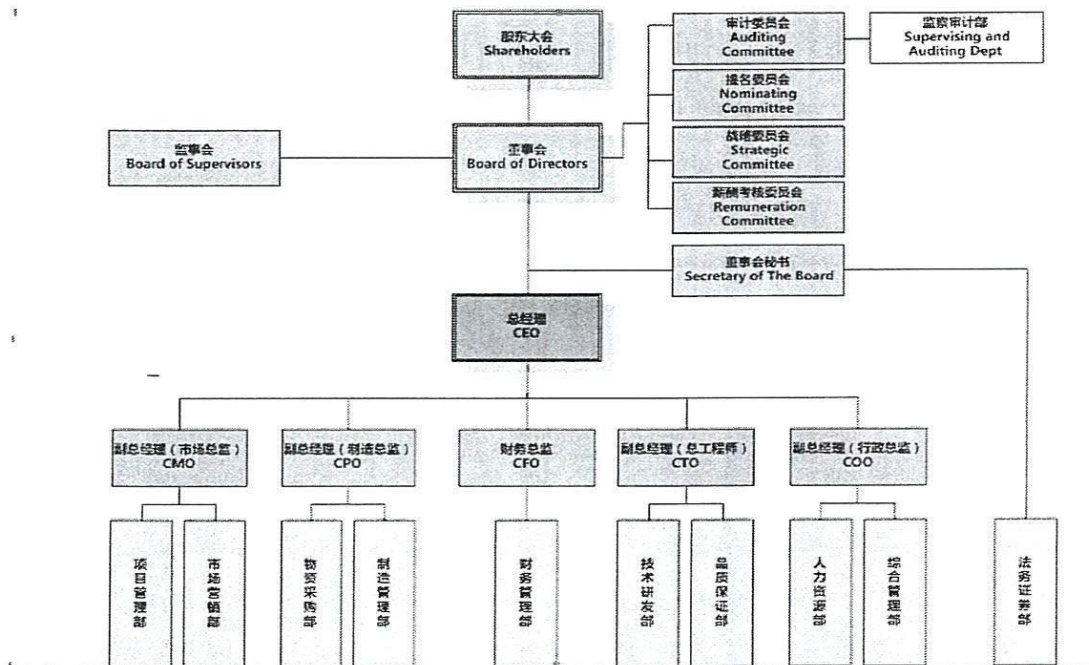 股东大会
Shareholders
审计委员会
Auditing
Committee
监察审计部
Supervising and
Auditing Dept
提名委员会
Nominating
Committee
监事会
Board of Supervisors
董事会
Board of Directors
战略委员会
Strategic
Committee
薪酬考核委员会
Remuneration
Committee
董事会秘书
Secretary of The Board
总经理
CEO
副总经理（市场总监）
CMO
副总经理（制造总监）
CPO
财务总监
CFO
副总经理（总工程师）
CTO
副总经理（行政总监）
COO
项目管理部
市场营销部
物资采购部
制造管理部
财务管理部
技术研发部
品质保证部
人力资源部
综合管理部
法务证券部